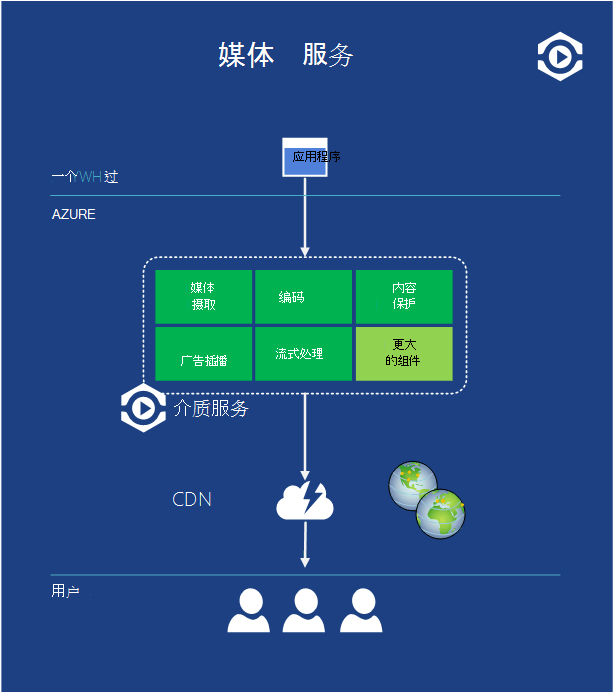 媒体 服务
应用程序
一个WH过
AZURE
媒体
摄取
编码
内容
保护
广告插播
流式处理
更大
的组件
介质服务
CDN
用户